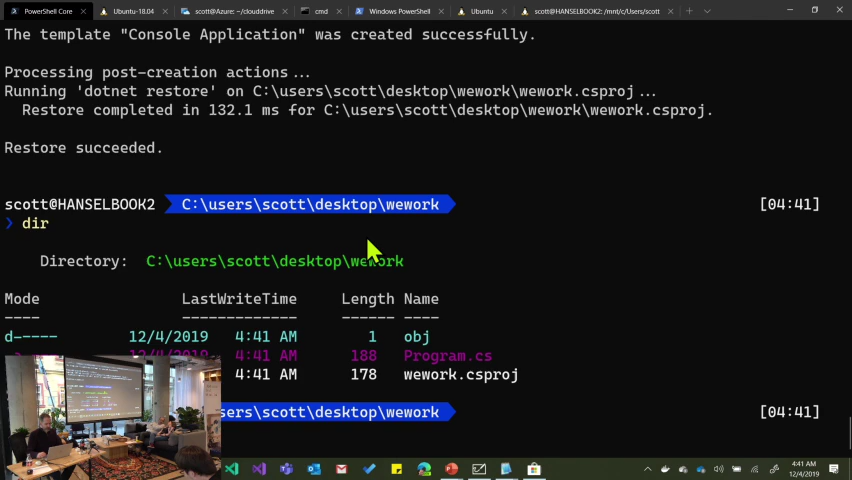 PowerShell Core
Ubuntu-18.04
scott@Azure: ~/clouddrive
cmd
Windows PowerShell
Ubuntu
scott@HANSELBOOK2: /mnt/c/Users/scott
The template "Console Application" was created successfully.
Processing post-creation actions...
Running 'dotnet restore' on C:\users\scott\desktop\wework\wework.csproj...
Restore completed in 132.1 ms for C:\users\scott\desktop\wework\wework.csproj.
Restore succeeded.
scott@HANSELBOOK2 C:\users\scott\desktop\wework [04:41]
❯ dir
Directory: C:\users\scott\desktop\wework
Mode LastWriteTime Length Name
---- ------------- ------ ----
d----- 12/4/2019 4:41 AM 1 obj
12/4/2019 4:41 AM 188 Program.cs
4:41 AM 178 wework.csproj
sers\scott\desktop\wework [04:41]
4:41 AM
12/4/2019